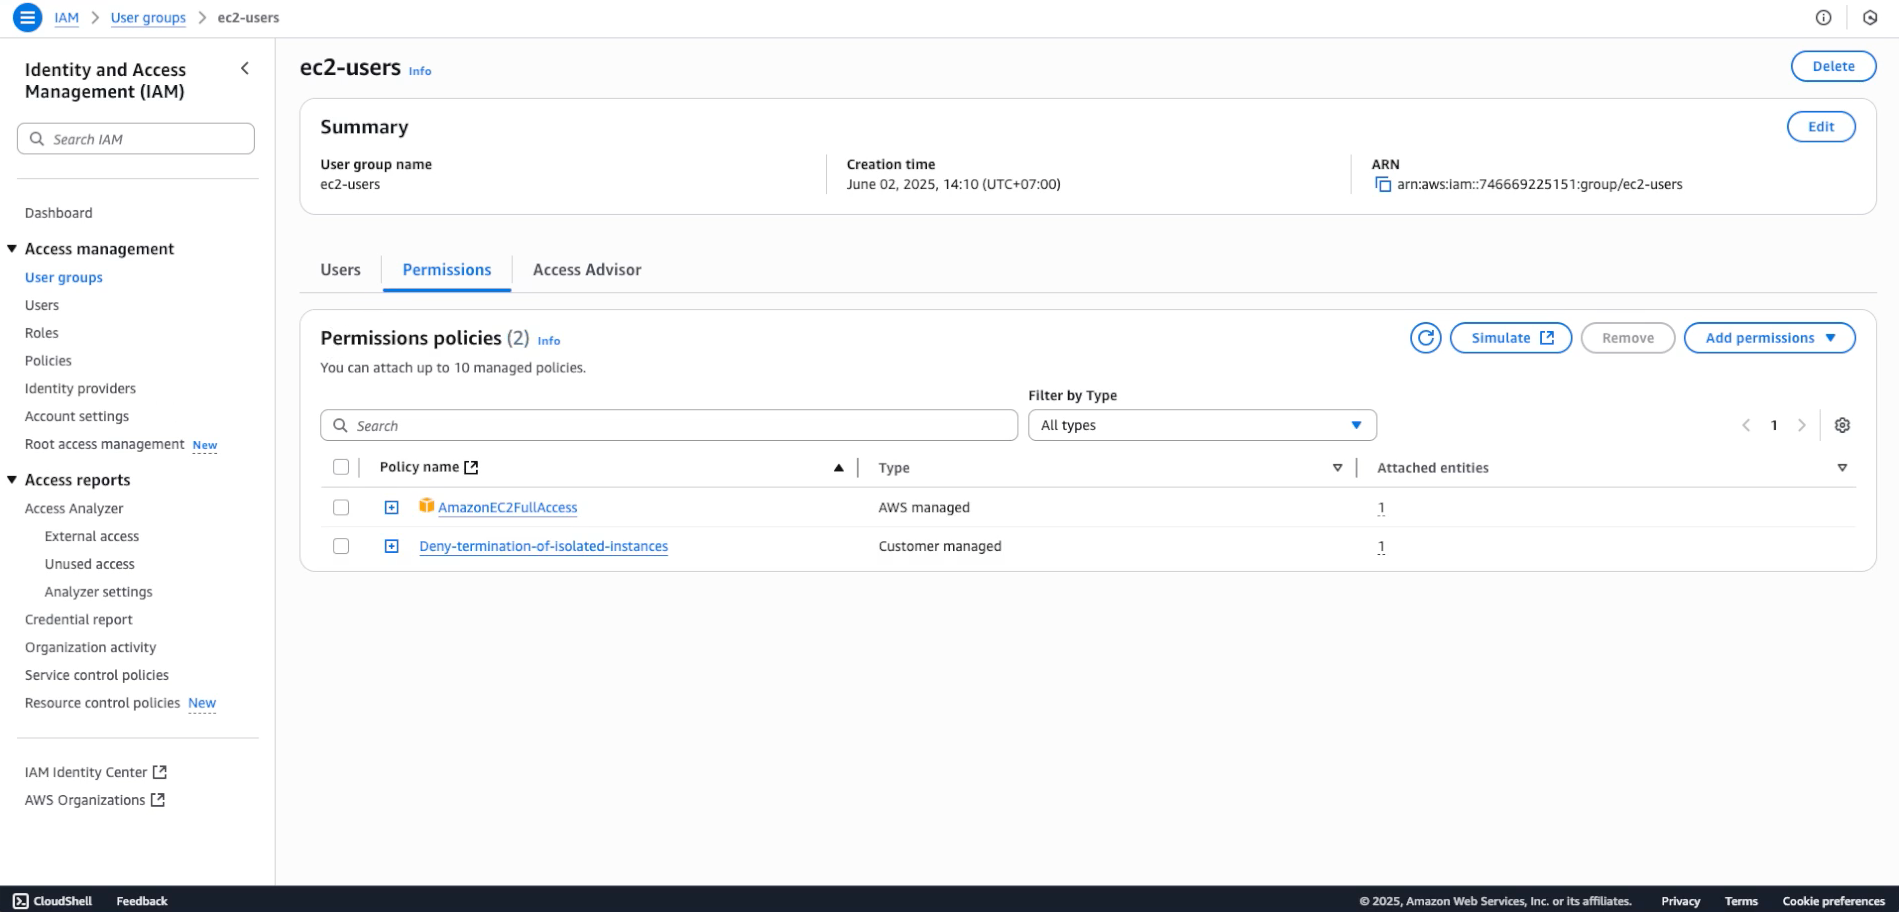 IAM > User groups > ec2-users
Identity and Access Management (IAM)
Search IAM
Dashboard
Access management
User groups
Users
Roles
Policies
Identity providers
Account settings
Root access management New
Access reports
Access Analyzer
External access
Unused access
Analyzer settings
Credential report
Organization activity
Service control policies
Resource control policies New
IAM Identity Center
AWS Organizations
ec2-users Info
Delete
Summary
Edit
User group name
ec2-users
Creation time
June 02, 2025, 14:10 (UTC+07:00)
ARN
arn:aws:iam::746669225151:group/ec2-users
Users
Permissions
Access Advisor
Permissions policies (2) Info
You can attach up to 10 managed policies.
Simulate
Remove
Add permissions
Filter by Type
Search
All types
1
Policy name
Type
Attached entities
AmazonEC2FullAccess
AWS managed
1
Deny-termination-of-isolated-instances
Customer managed
1
CloudShell
Feedback
© 2025, Amazon Web Services, Inc. or its affiliates.
Privacy
Terms
Cookie preferences